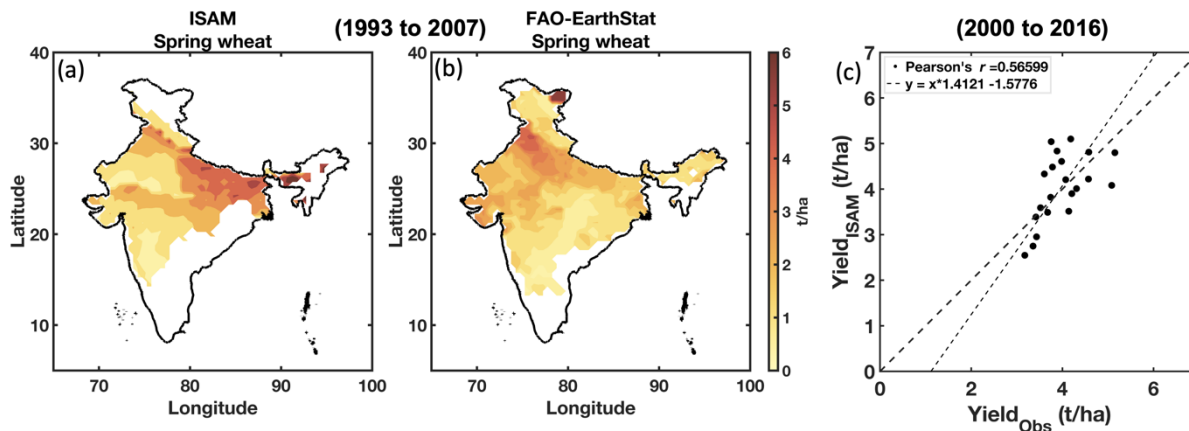 ISAM
Spring wheat
(1993 to 2007)
FAO-EarthStat
Spring wheat
(2000 to 2016)
(a)
40
30
20
10
Latitude
70
80
90
100
Longitude
(b)
40
30
20
10
Latitude
70
80
90
100
Longitude
6
5
4
3
2
1
0
t/ha
(c)
Pearson's r =0.56599
y = x*1.4121 -1.5776
7
6
5
4
3
2
1
0
Yield_ISAM (t/ha)
0
2
4
6
Yield_Obs (t/ha)